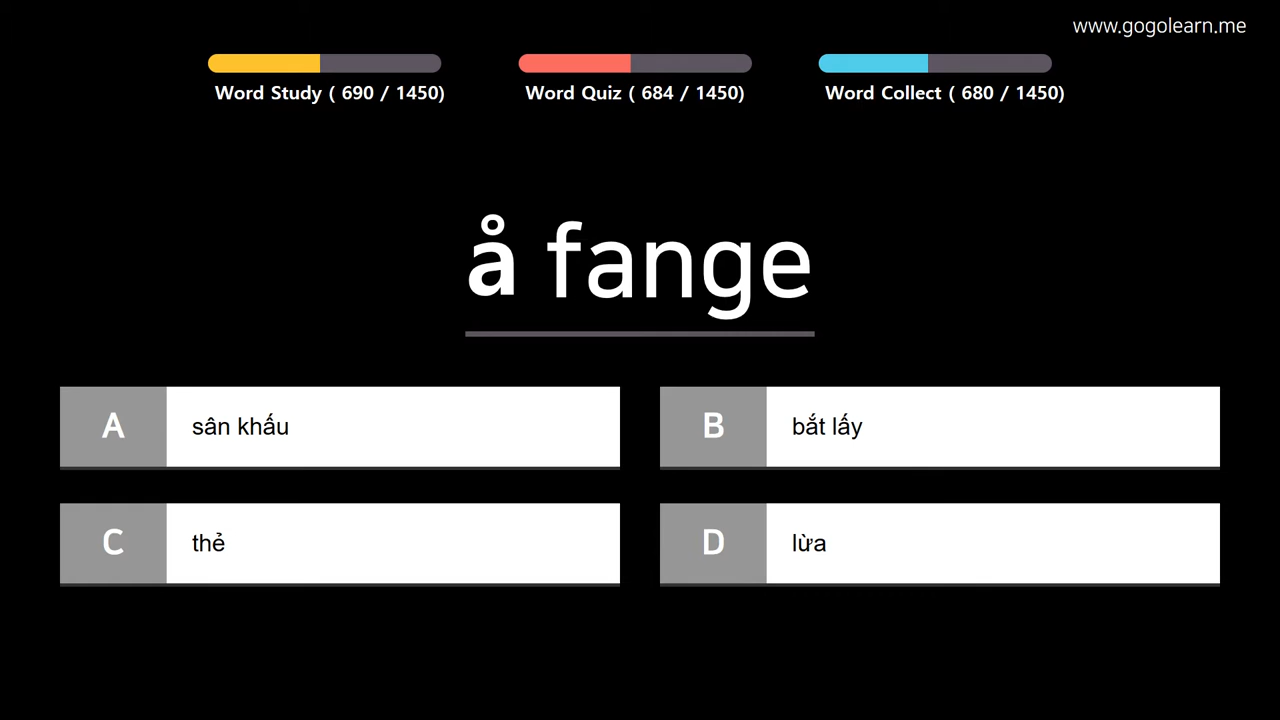 www.gogolearn.me
Word Study ( 690 / 1450)
Word Quiz ( 684 / 1450)
Word Collect ( 680 / 1450)
å fange
A sân khấu
B bắt lấy
C thẻ
D lừa